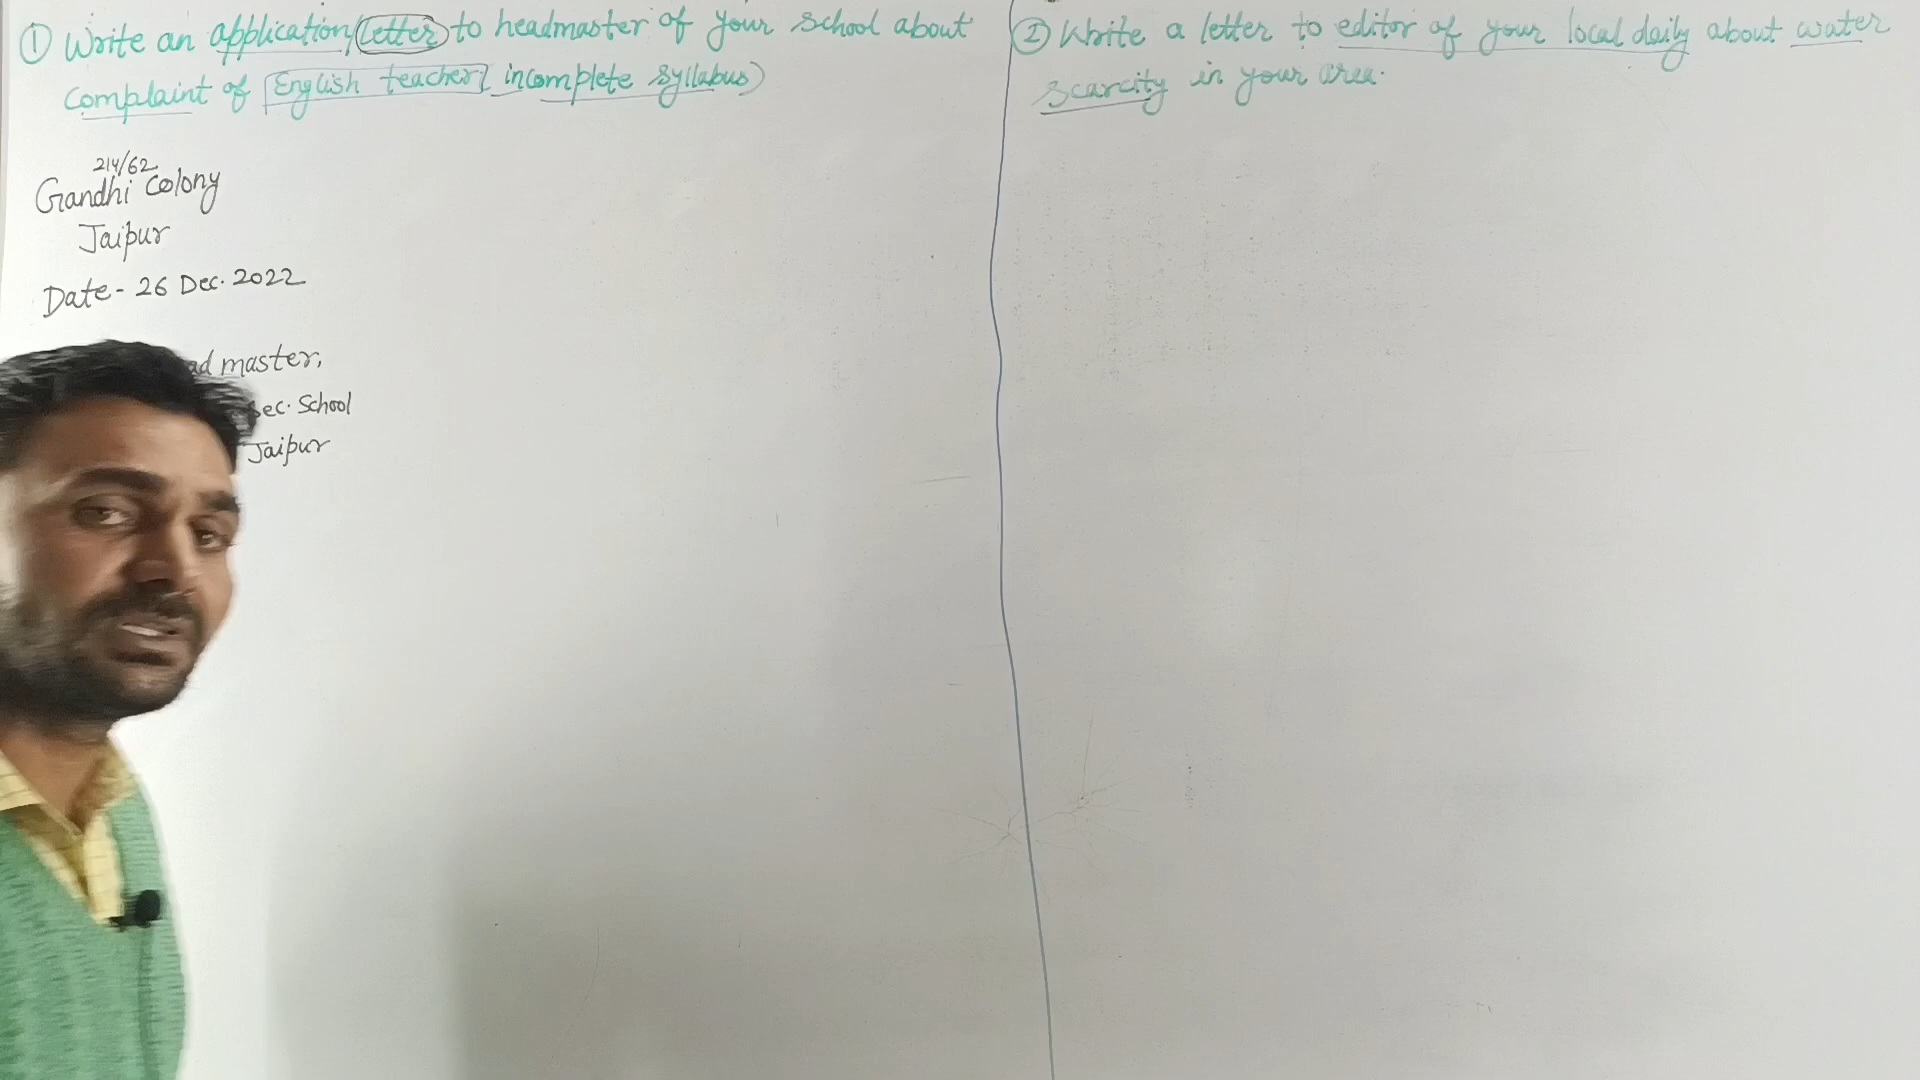 ① Write an application/letter to headmaster of your school about
complaint of English teacher/incomplete syllabus)
214/62
Gandhi Colony
Jaipur
Date - 26 Dec. 2022
master,
Sec. School
Jaipur
② Write a letter to editor of your local daily about water
scarcity in your area.